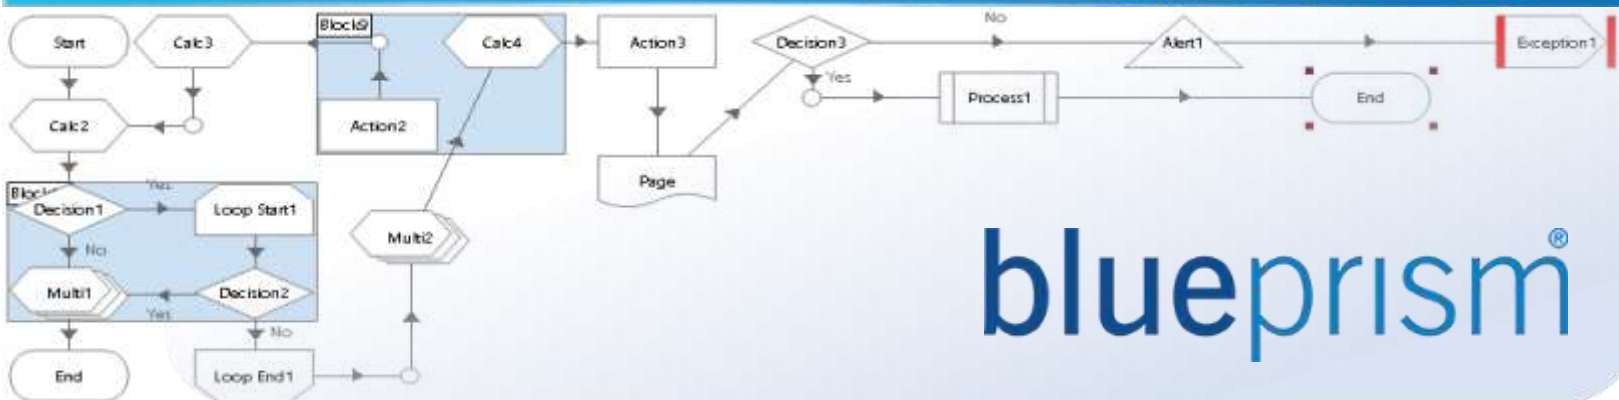 No
Start
Calc3
Block9
Calc4
Action3
Decision3
Alert1
Exception1
Yes
Process1
End
Calc2
Action2
Page
Yes
Decision1
Loop Start1
No
Multi2
Multi1
Decision2
Yes
No
End
Loop End1
blueprism®